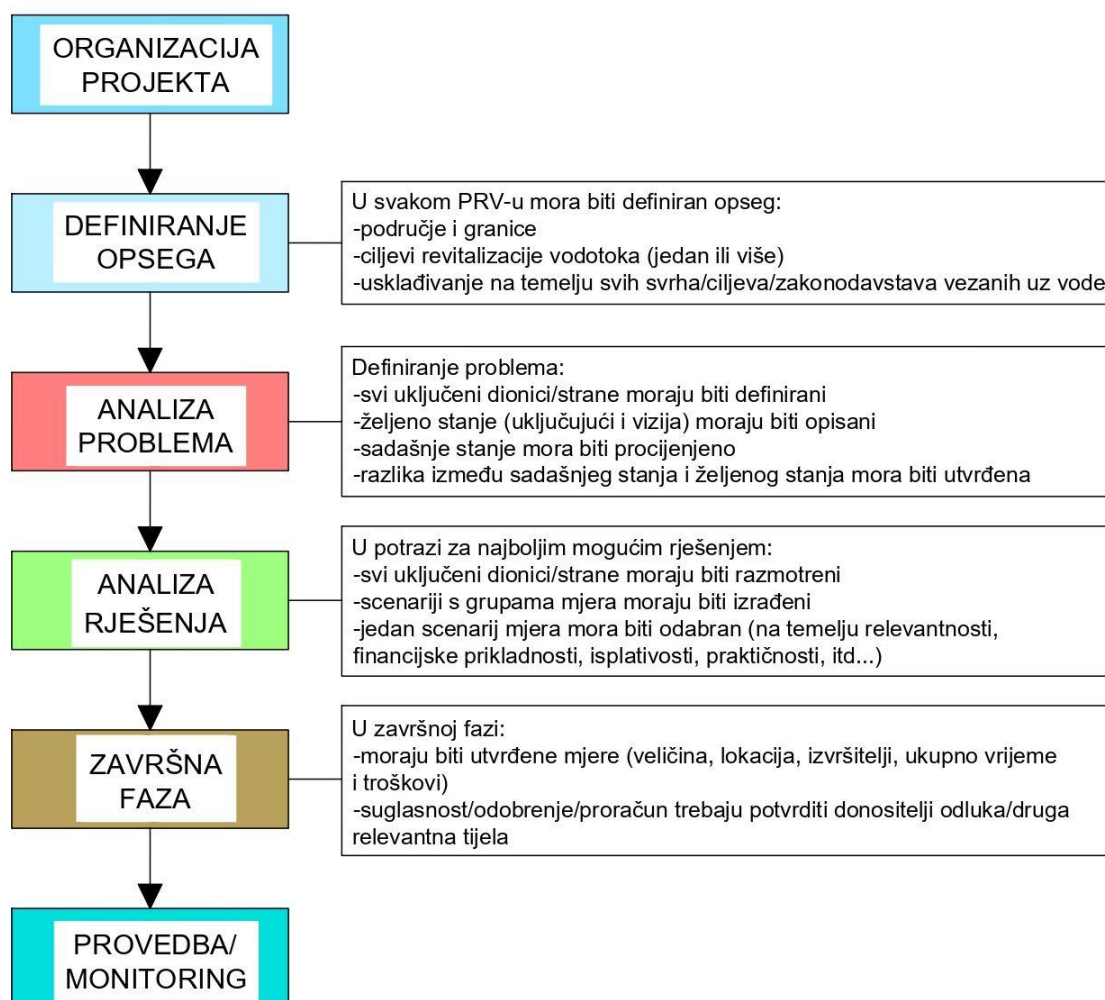 ORGANIZACIJA
PROJEKTA
DEFINIRANJE
OPSEGA
U svakom PRV-u mora biti definiran opseg:
-područje i granice
-ciljevi revitalizacije vodotoka (jedan ili više)
-usklađivanje na temelju svih svrha/ciljeva/zakonodavstava vezanih uz vode
ANALIZA
PROBLEMA
Definiranje problema:
-svi uključeni dionici/strane moraju biti definirani
-željeno stanje (uključujući i vizija) moraju biti opisani
-sadašnje stanje mora biti procijenjeno
-razlika između sadašnjeg stanja i željenog stanja mora biti utvrđena
ANALIZA
RJEŠENJA
U potrazi za najboljim mogućim rješenjem:
-svi uključeni dionici/strane moraju biti razmotreni
-scenariji s grupama mjera moraju biti izrađeni
-jedan scenarij mjera mora biti odabran (na temelju relevantnosti,
financijske prikladnosti, isplativosti, praktičnosti, itd...)
ZAVRŠNA
FAZA
U završnoj fazi:
-moraju biti utvrđene mjere (veličina, lokacija, izvršitelji, ukupno vrijeme
i troškovi)
-suglasnost/odobrenje/proračun trebaju potvrditi donositelji odluka/druga
relevantna tijela
PROVEDBA/
MONITORING